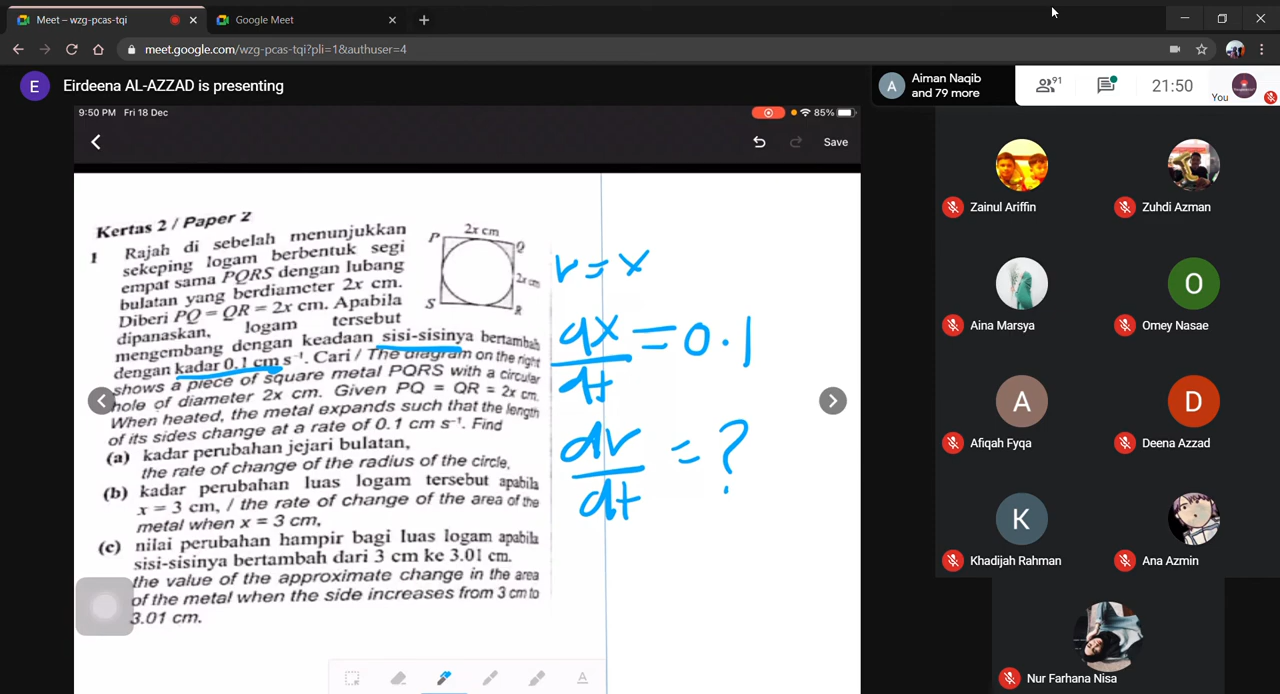 Meet – wzg-pcas-tqi
Google Meet
meet.google.com/wzg-pcas-tqi?pli=1&authuser=4
E
Eirdeena AL-AZZAD is presenting
A
Aiman Naqib
and 79 more
91
21:50
You
9:50 PM Fri 18 Dec
85%
Save
Kertas 2 / Paper 2
1 Rajah di sebelah menunjukkan
sekeping logam berbentuk segi
empat sama PQRS dengan lubang
bulatan yang berdiameter 2x cm.
Diberi PQ = QR = 2x cm. Apabila
logam tersebut
dipanaskan,
mengembang dengan keadaan sisi-sisinya bertambah
dengan kadar 0.1 cm s⁻¹. Cari / The diagram on the right
shows a piece of square metal PQRS with a circular
hole of diameter 2x cm. Given PQ = QR = 2x cm.
When heated, the metal expands such that the length
of its sides change at a rate of 0.1 cm s⁻¹. Find
(a) kadar perubahan jejari bulatan,
the rate of change of the radius of the circle,
(b) kadar perubahan luas logam tersebut apabila
x = 3 cm, / the rate of change of the area of the
metal when x = 3 cm,
(c) nilai perubahan hampir bagi luas logam apabila
sisi-sisinya bertambah dari 3 cm ke 3.01 cm.
the value of the approximate change in the area
of the metal when the side increases from 3 cm to
3.01 cm.
2x cm
P
Q
2x cm
S
R
r = x
dx
dt
= 0.1
dr
dt
= ?
A
Zainul Ariffin
Zuhdi Azman
Aina Marsya
O
Omey Nasae
A
Afiqah Fyqa
D
Deena Azzad
K
Khadijah Rahman
Ana Azmin
Nur Farhana Nisa